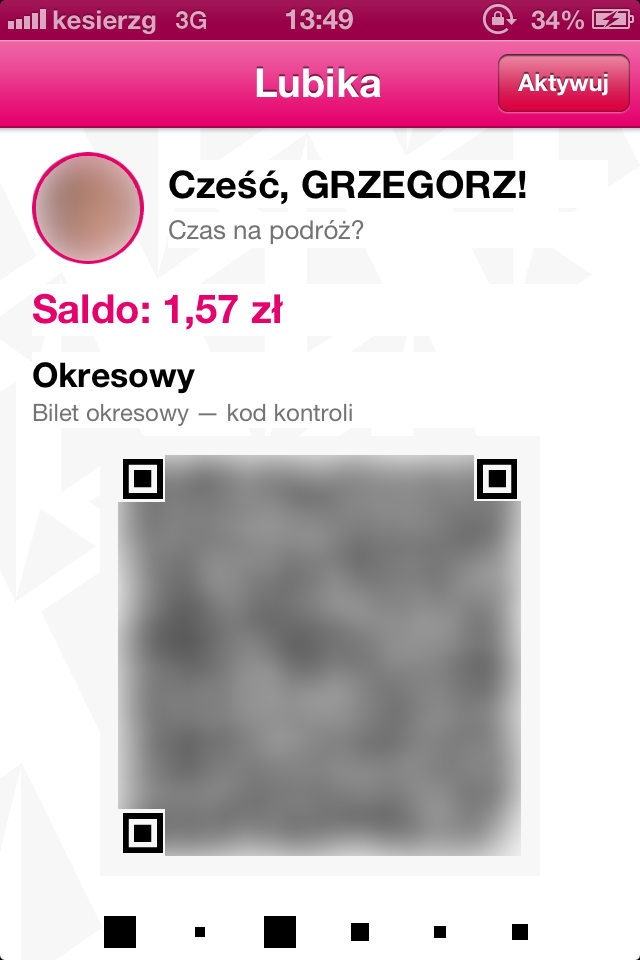 kesierzg 3G 13:49 34%
Lubika
Aktywuj
Cześć, GRZEGORZ!
Czas na podróż?
Saldo: 1,57 zł
Okresowy
Bilet okresowy — kod kontroli